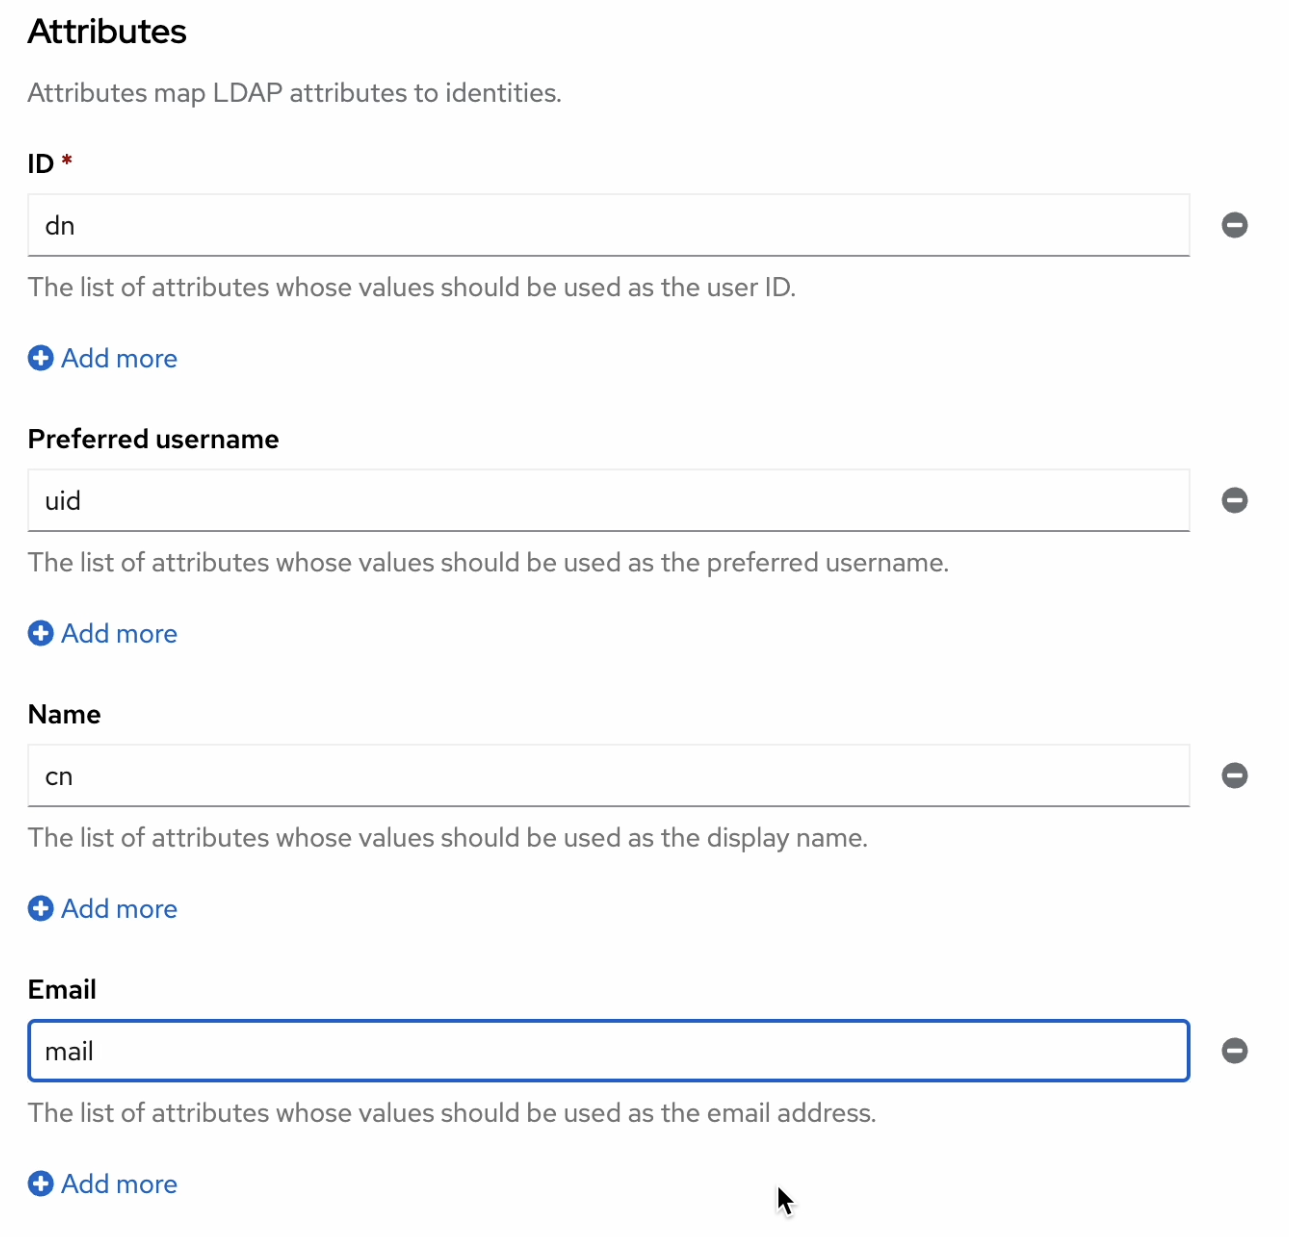 Attributes
Attributes map LDAP attributes to identities.
ID *
dn
The list of attributes whose values should be used as the user ID.
Add more
Preferred username
uid
The list of attributes whose values should be used as the preferred username.
Add more
Name
cn
The list of attributes whose values should be used as the display name.
Add more
Email
mail
The list of attributes whose values should be used as the email address.
Add more